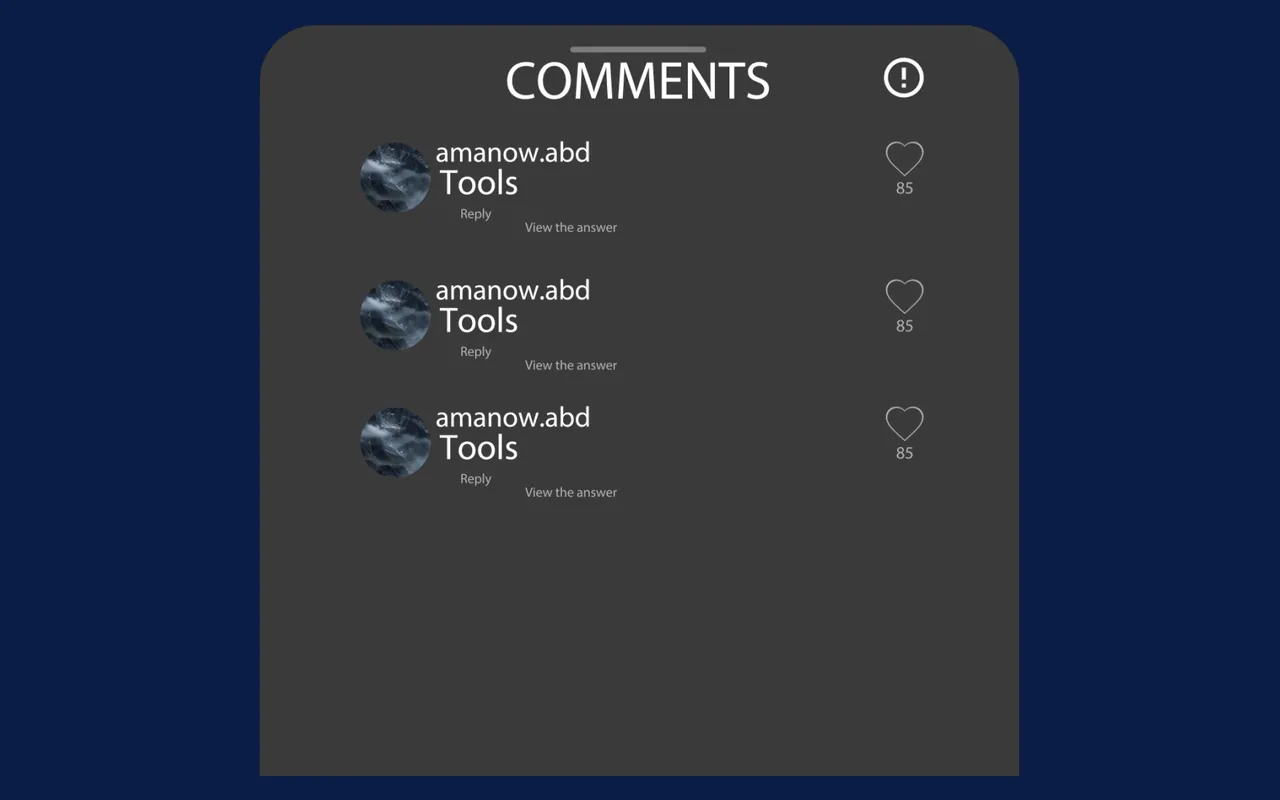 COMMENTS
amanow.abd
Tools
85
Reply
View the answer
amanow.abd
Tools
85
Reply
View the answer
amanow.abd
Tools
85
Reply
View the answer